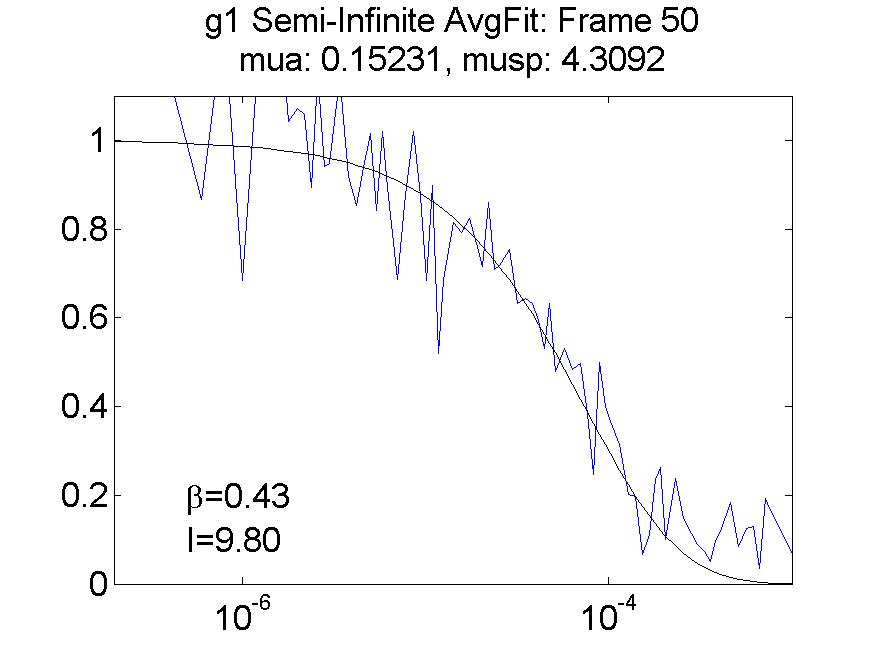 g1 Semi-Infinite AvgFit: Frame 50
mua: 0.15231, musp: 4.3092
1
0.8
0.6
0.4
0.2
0
β=0.43
I=9.80
10^-6
10^-4